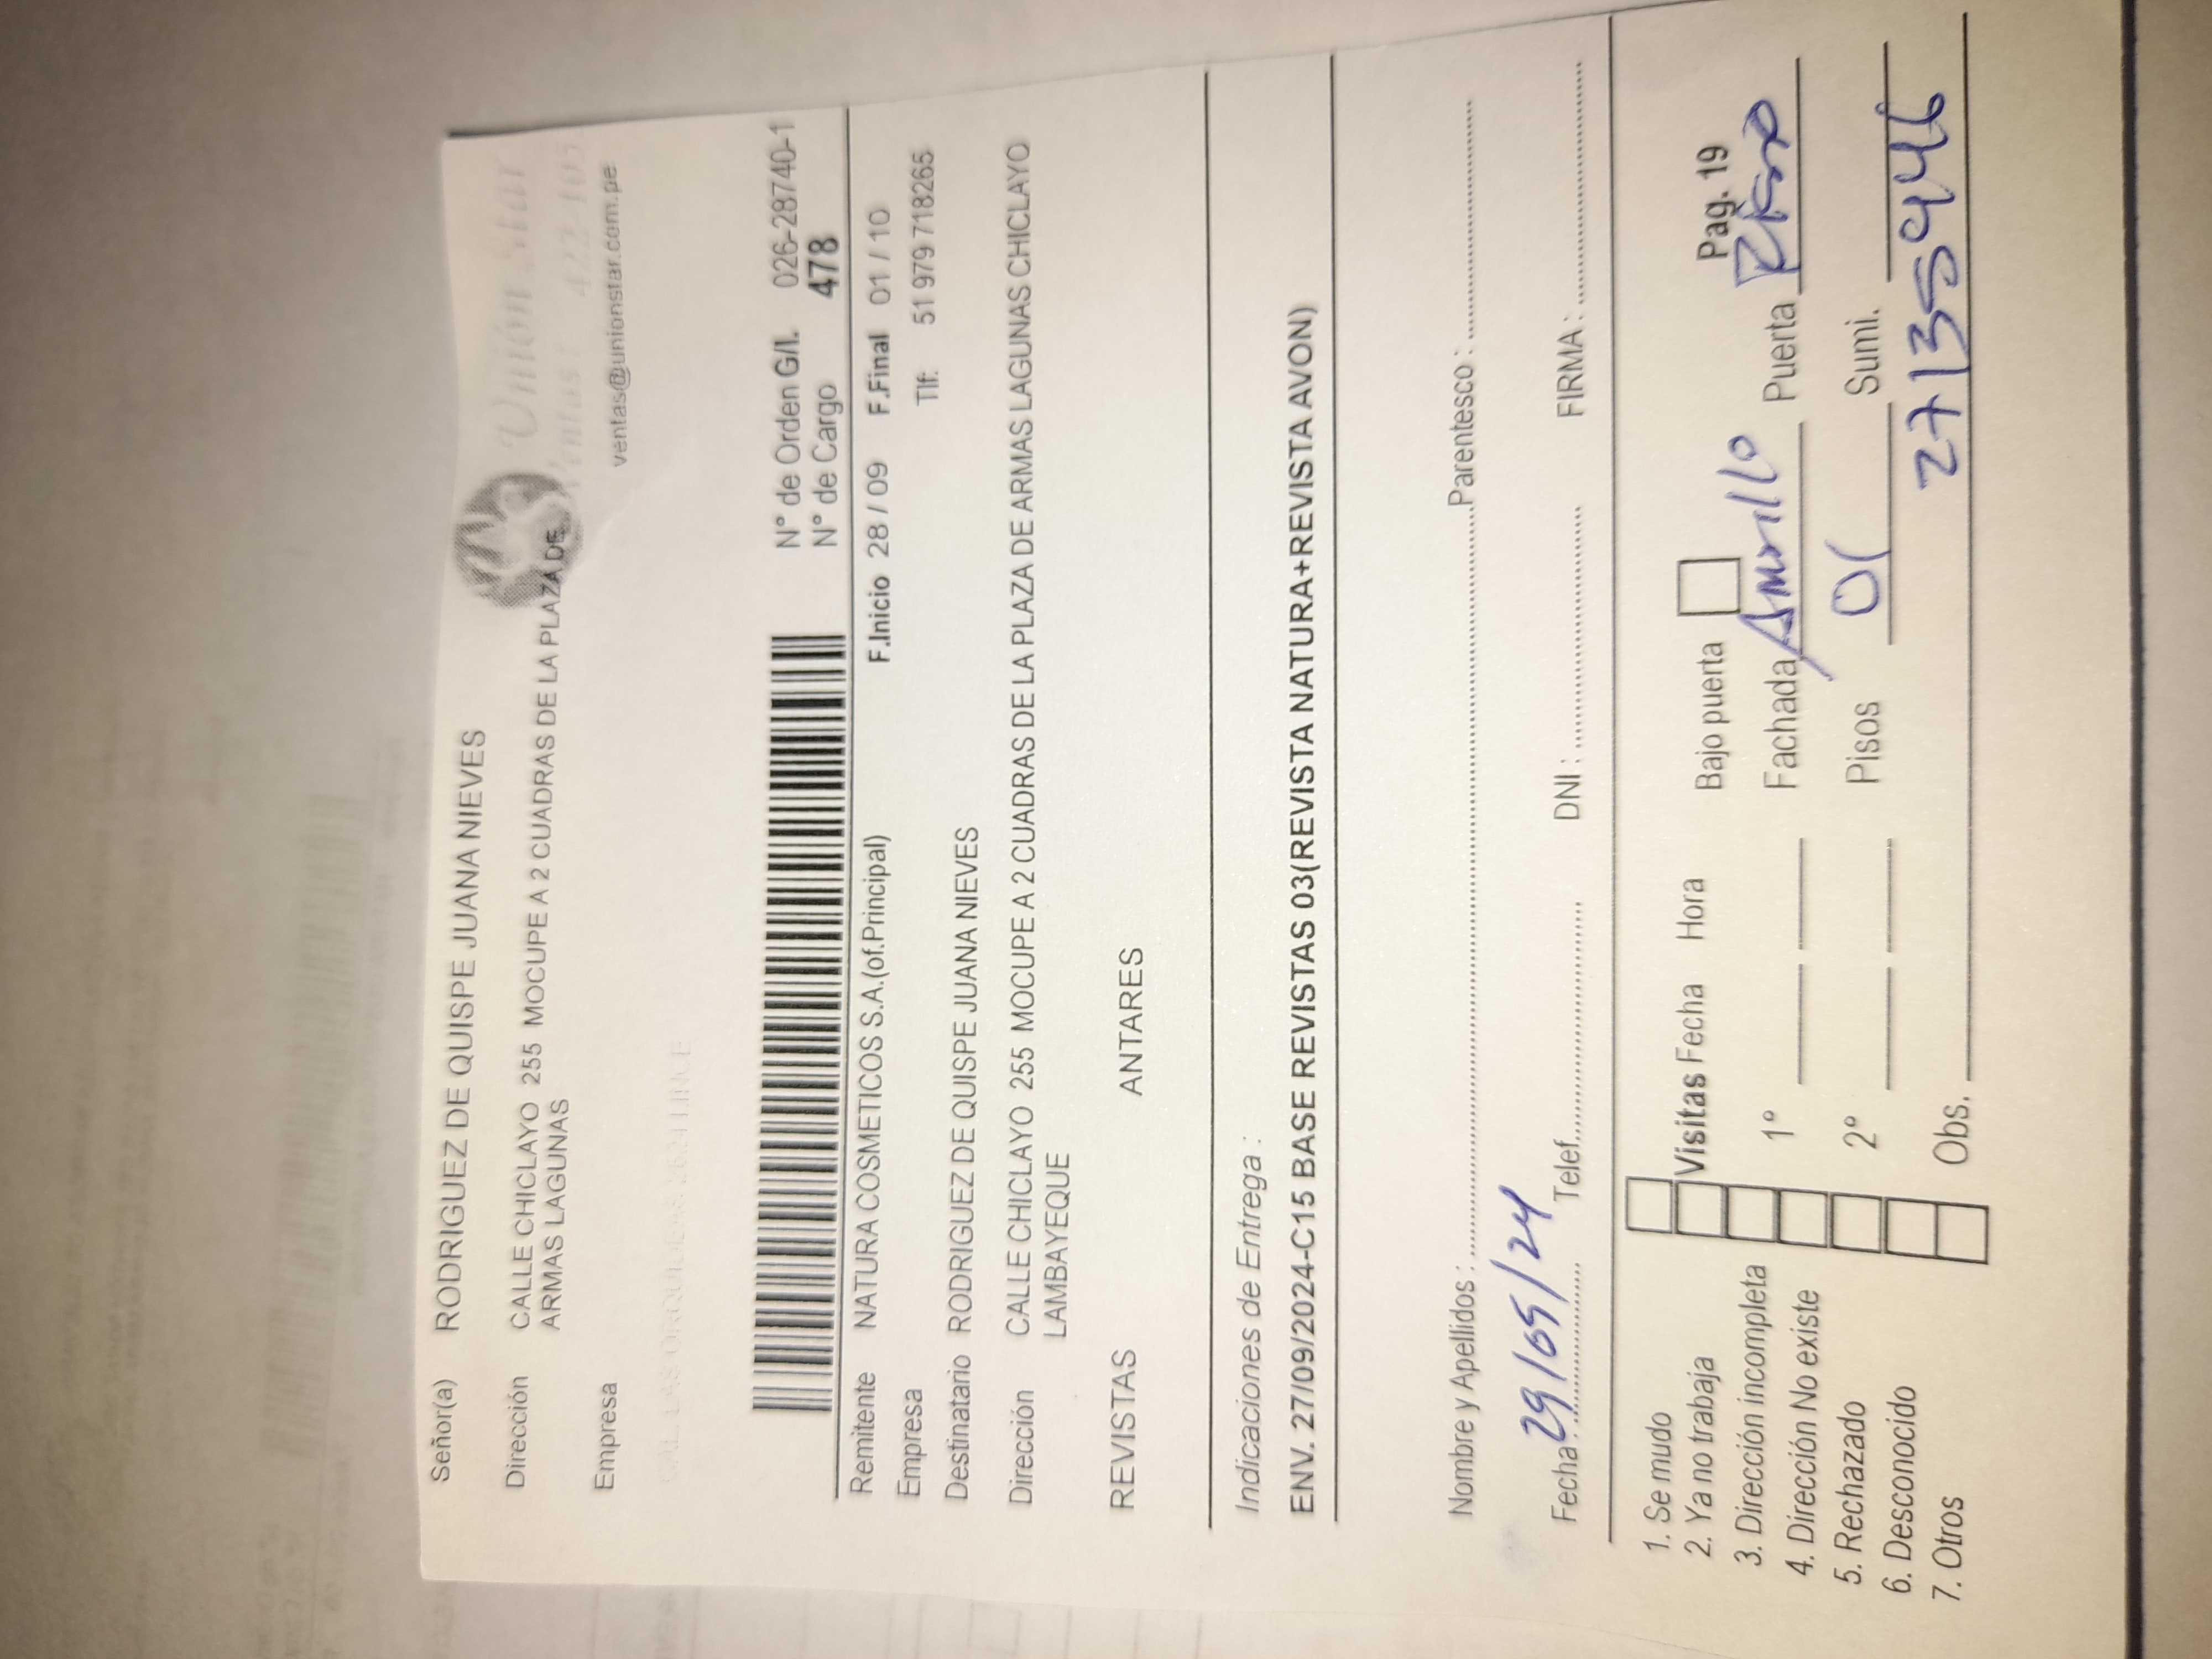 Señor(a) RODRIGUEZ DE QUISPE JUANA NIEVES
Unión Star
Dirección CALLE CHICLAYO 255 MOCUPE A 2 CUADRAS DE LA PLAZA DE
ARMAS LAGUNAS
Empresa
ventas@unionstar.com.pe
N° de Orden G/I. 026-28740-1
N° de Cargo 478
Remitente NATURA COSMETICOS S.A.(of.Principal) F.Inicio 28 / 09 F.Final 01 / 10
Empresa Tlf: 51 979 718265
Destinatario RODRIGUEZ DE QUISPE JUANA NIEVES
Dirección CALLE CHICLAYO 255 MOCUPE A 2 CUADRAS DE LA PLAZA DE ARMAS LAGUNAS CHICLAYO
LAMBAYEQUE
REVISTAS ANTARES
Indicaciones de Entrega :
ENV. 27/09/2024-C15 BASE REVISTAS 03(REVISTA NATURA+REVISTA AVON)
Nombre y Apellidos : Parentesco :
Fecha : 29/09/24 Telef. DNI : FIRMA :
1. Se mudo
2. Ya no trabaja Visitas Fecha Hora Bajo puerta Pag. 19
3. Dirección incompleta
4. Dirección No existe 1° Fachada Amarillo Puerta
5. Rechazado
6. Desconocido 2° Pisos 01 Sumi.
7. Otros Obs. 27135946